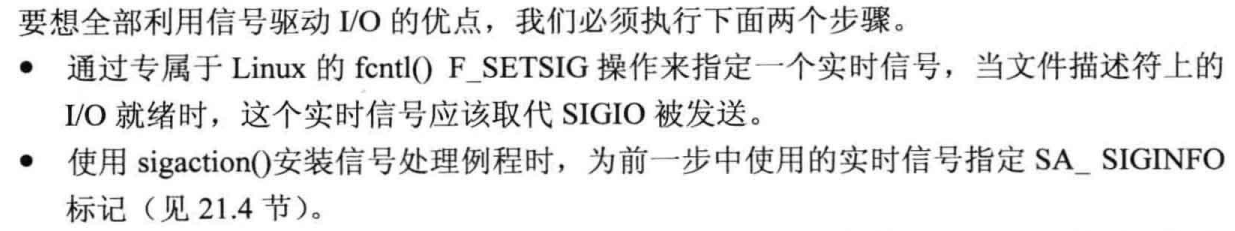 要想全部利用信号驱动 I/O 的优点，我们必须执行下面两个步骤。
● 通过专属于 Linux 的 fcntl() F_SETSIG 操作来指定一个实时信号，当文件描述符上的
I/O 就绪时，这个实时信号应该取代 SIGIO 被发送。
● 使用 sigaction()安装信号处理例程时，为前一步中使用的实时信号指定 SA_ SIGINFO
标记（见 21.4 节）。